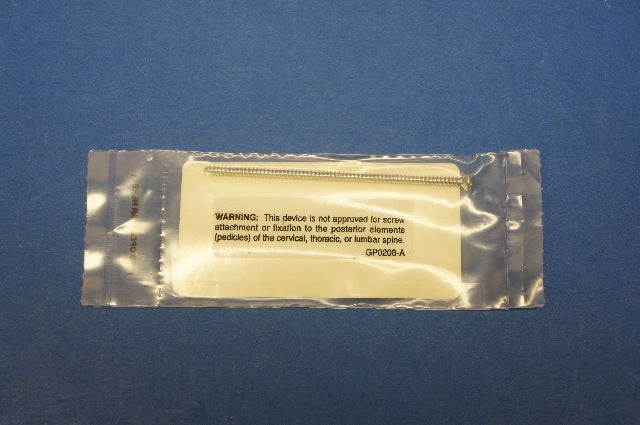 WARNING: This device is not approved for screw
attachment or fixation to the posterior elements
(pedicles) of the cervical, thoracic, or lumbar spine.
GP0208-A